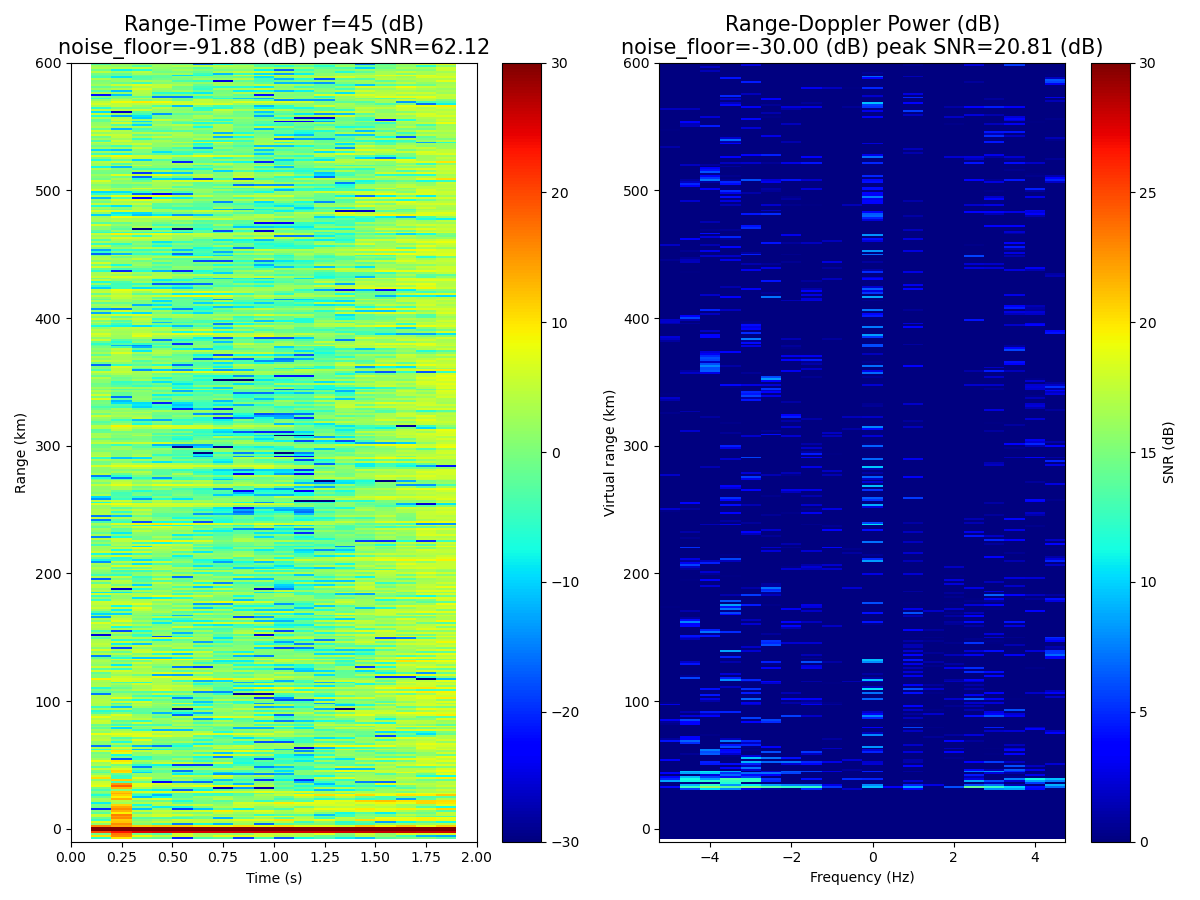 Range-Time Power f=45 (dB)
noise_floor=-91.88 (dB) peak SNR=62.12
Range-Doppler Power (dB)
noise_floor=-30.00 (dB) peak SNR=20.81 (dB)
Range (km)
600
500
400
300
200
100
0
0.00 0.25 0.50 0.75 1.00 1.25 1.50 1.75 2.00
Time (s)
30
20
10
0
−10
−20
−30
Virtual range (km)
600
500
400
300
200
100
0
−4 −2 0 2 4
Frequency (Hz)
30
25
20
15
10
5
0
SNR (dB)